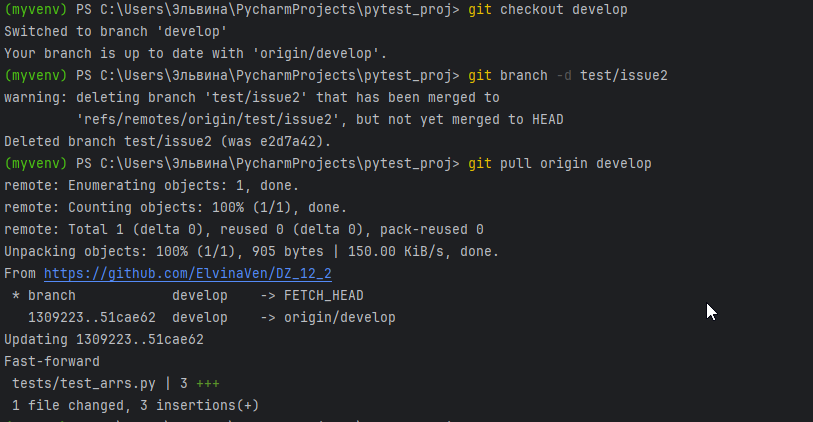 (myvenv) PS C:\Users\Эльвина\PycharmProjects\pytest_proj> git checkout develop
Switched to branch 'develop'
Your branch is up to date with 'origin/develop'.
(myvenv) PS C:\Users\Эльвина\PycharmProjects\pytest_proj> git branch -d test/issue2
warning: deleting branch 'test/issue2' that has been merged to
         'refs/remotes/origin/test/issue2', but not yet merged to HEAD
Deleted branch test/issue2 (was e2d7a42).
(myvenv) PS C:\Users\Эльвина\PycharmProjects\pytest_proj> git pull origin develop
remote: Enumerating objects: 1, done.
remote: Counting objects: 100% (1/1), done.
remote: Total 1 (delta 0), reused 0 (delta 0), pack-reused 0
Unpacking objects: 100% (1/1), 905 bytes | 150.00 KiB/s, done.
From https://github.com/ElvinaVen/DZ_12_2
 * branch            develop    -> FETCH_HEAD
   1309223..51cae62  develop    -> origin/develop
Updating 1309223..51cae62
Fast-forward
 tests/test_arrs.py | 3 +++
 1 file changed, 3 insertions(+)